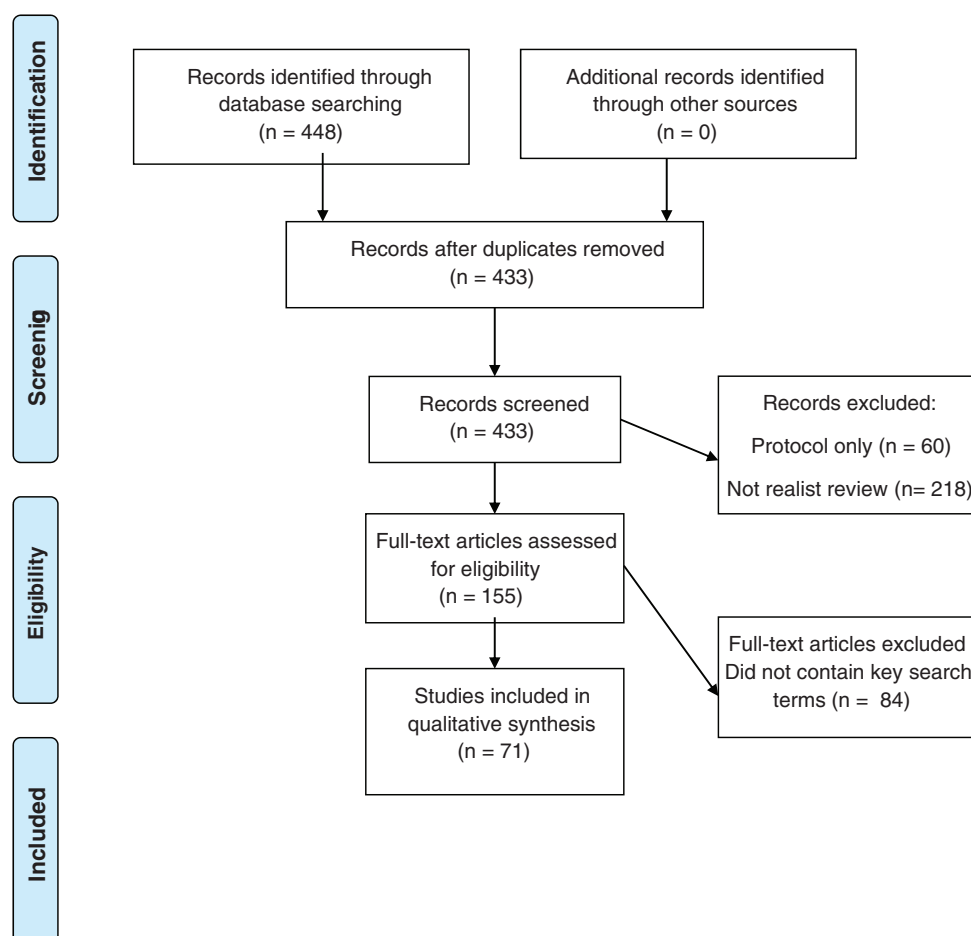 Identification
Records identified through
database searching
(n = 448)
Additional records identified
through other sources
(n = 0)
Records after duplicates removed
(n = 433)
Screenig
Records screened
(n = 433)
Records excluded:
Protocol only (n = 60)
Not realist review (n= 218)
Eligibility
Full-text articles assessed
for eligibility
(n = 155)
Full-text articles excluded
Did not contain key search
terms (n = 84)
Studies included in
qualitative synthesis
(n = 71)
Included